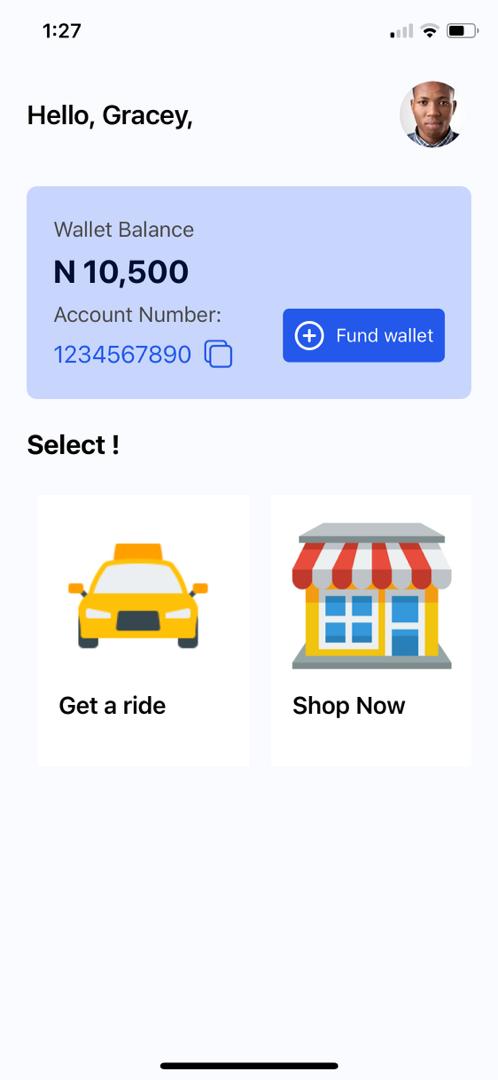 1:27
Hello, Gracey,
Wallet Balance
N 10,500
Account Number:
1234567890
Fund wallet
Select !
Get a ride
Shop Now